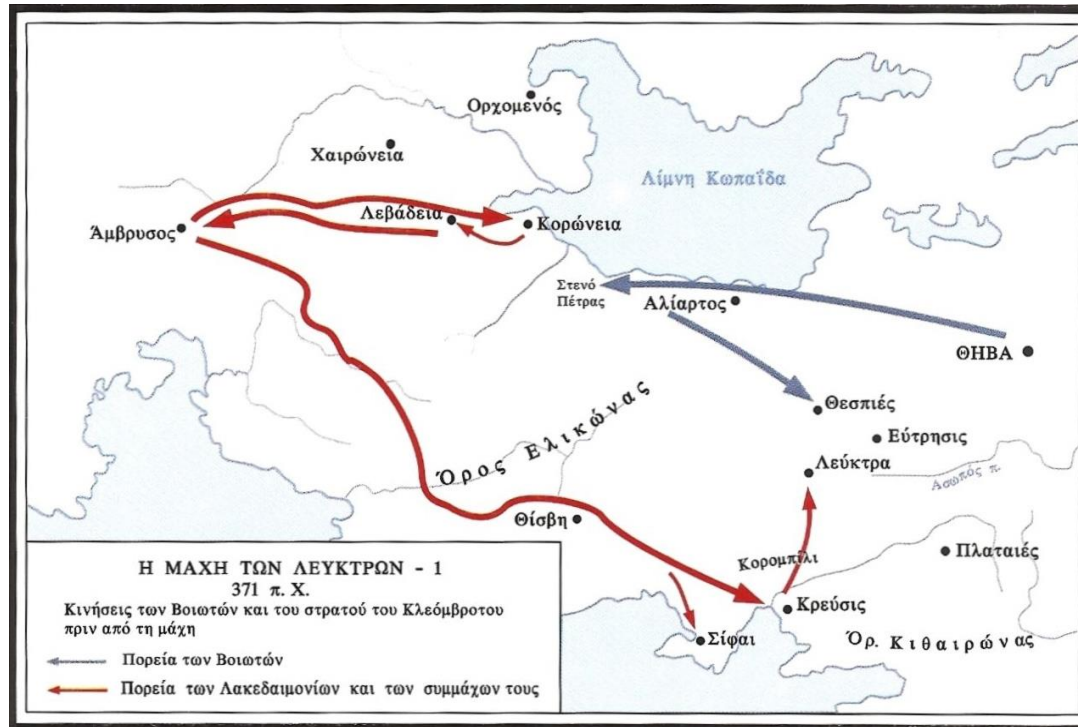 Ορχομενός
Χαιρώνεια
Λίμνη Κωπαΐδα
Λεβάδεια
Κορώνεια
Άμβρυσος
Στενό
Πέτρας
Αλίαρτος
ΘΗΒΑ
Θεσπιές
Εύτρησις
Όρος Ελικώνας
Λεύκτρα
Ασωπός π.
Θίσβη
Κορομπίλι
Πλαταιές
Κρεύσις
Σίφαι
Όρ. Κιθαιρώνας
Η ΜΑΧΗ ΤΩΝ ΛΕΥΚΤΡΩΝ - 1
371 π. Χ.
Κινήσεις των Βοιωτών και του στρατού του Κλεόμβροτου
πριν από τη μάχη
Πορεία των Βοιωτών
Πορεία των Λακεδαιμονίων και των συμμάχων τους